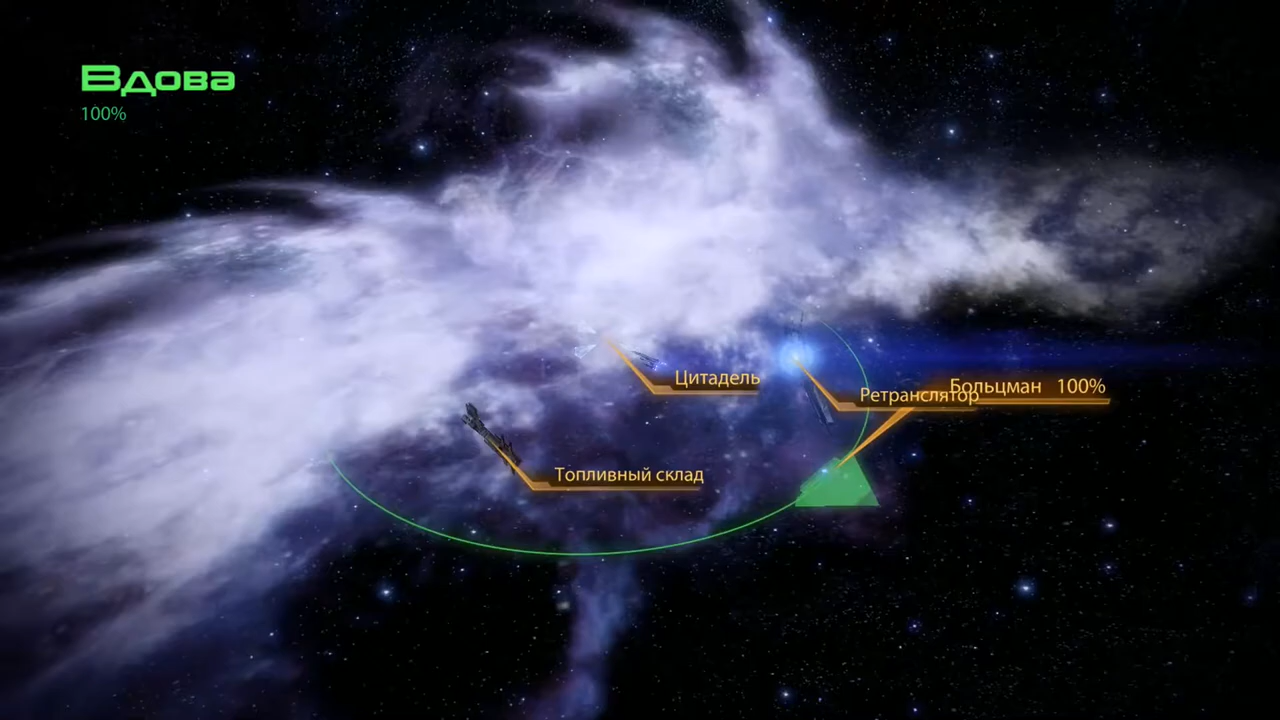 Вдова
100%
Цитадель
Больцман 100%
Ретранслятор
Топливный склад